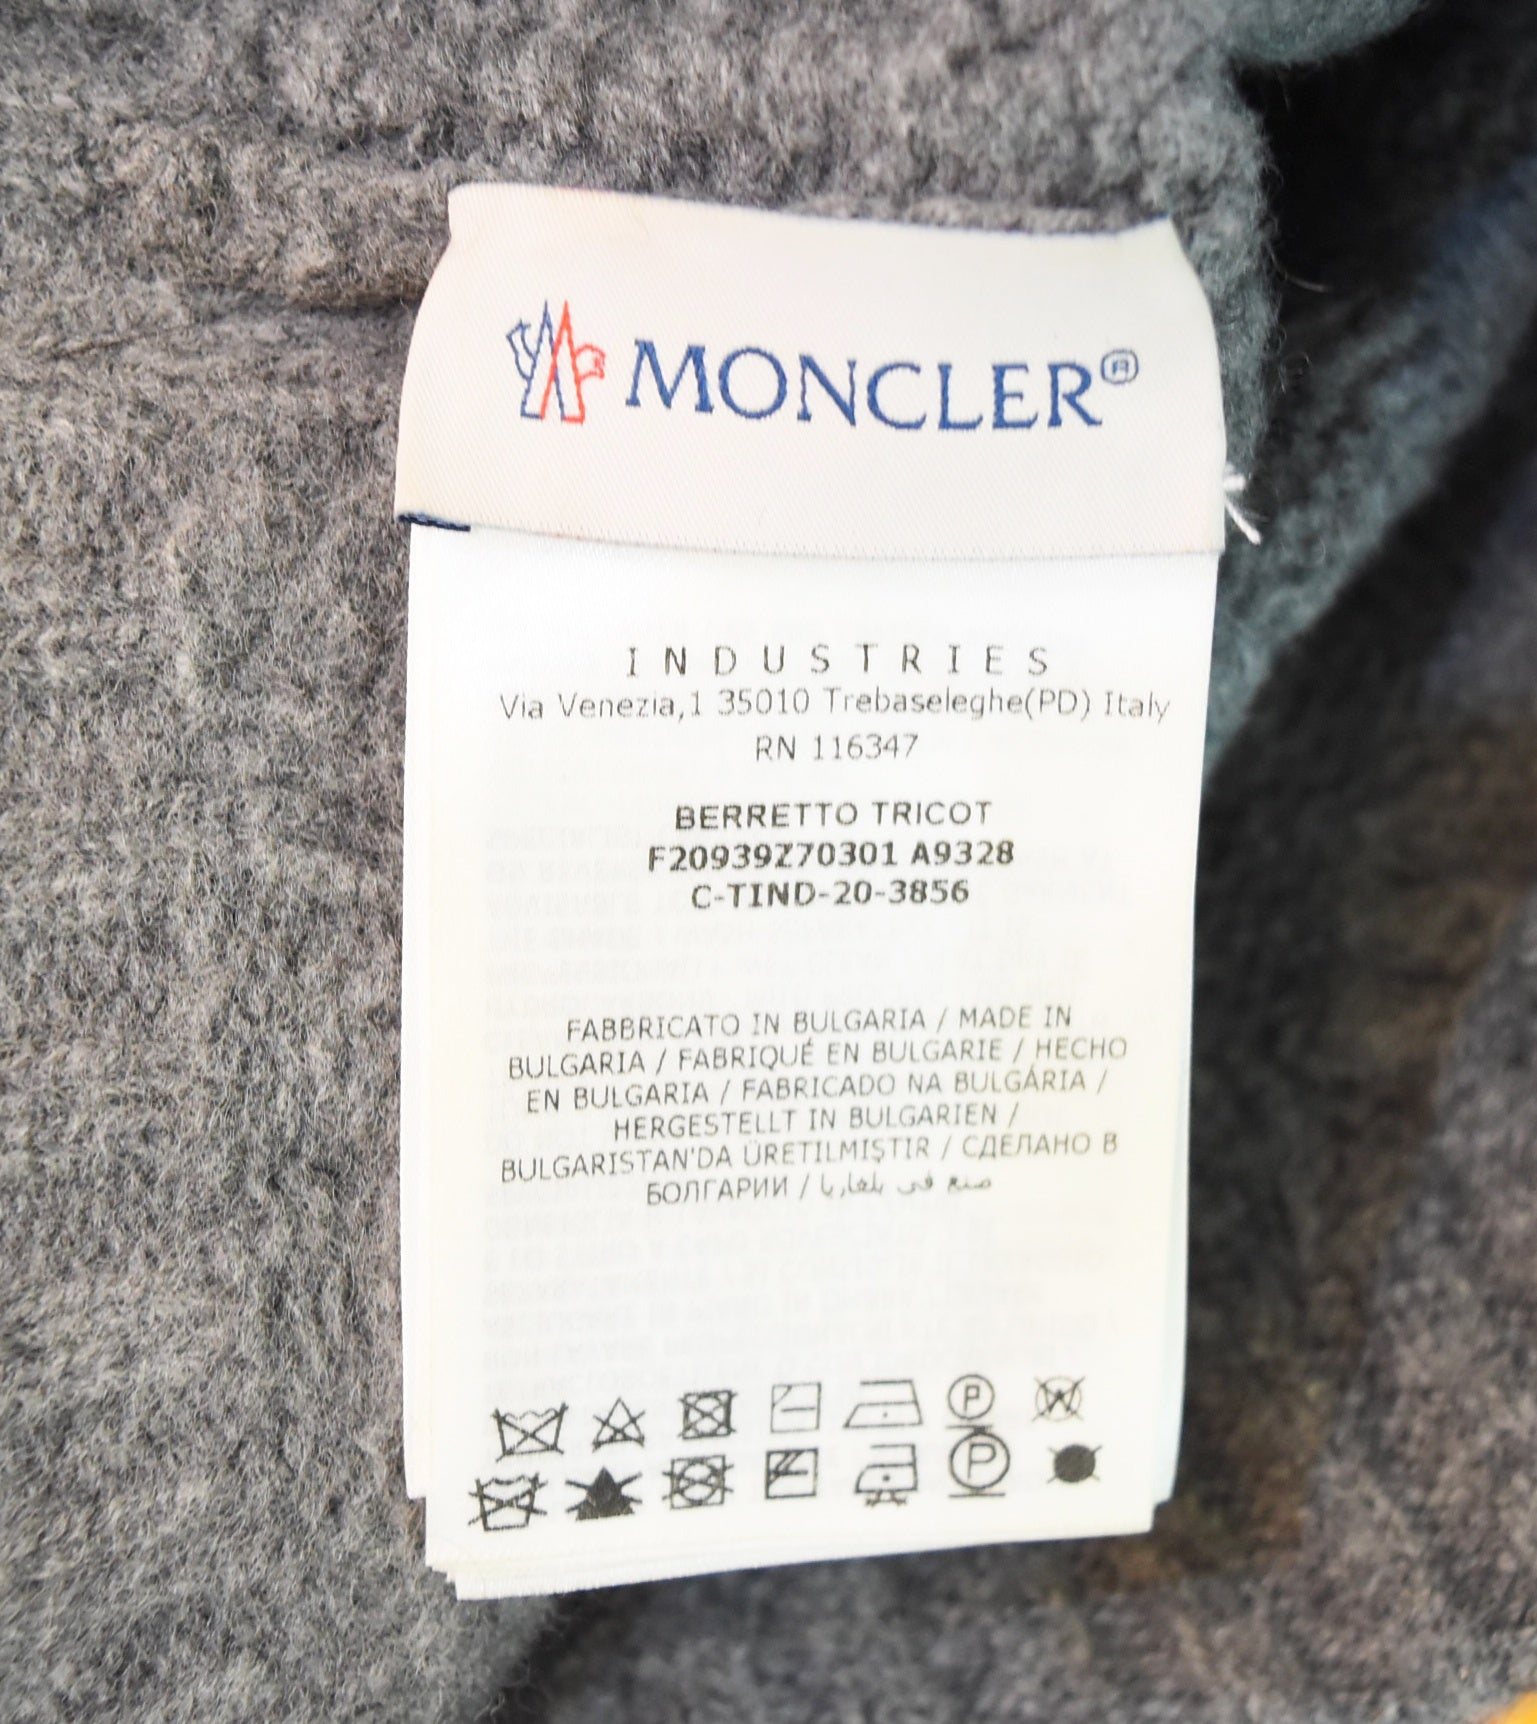 MONCLER®
INDUSTRIES
Via Venezia,1 35010 Trebaseleghe(PD) Italy
RN 116347
BERRETTO TRICOT
F20939Z70301 A9328
C-TIND-20-3856
FABBRICATO IN BULGARIA / MADE IN
BULGARIA / FABRIQUÉ EN BULGARIE / HECHO
EN BULGARIA / FABRICADO NA BULGÁRIA /
HERGESTELLT IN BULGARIEN /
BULGARISTAN'DA ÜRETILMIŞTIR / СДЕЛАНО В
БОЛГАРИИ / صنع في بلغاريا
P W
P